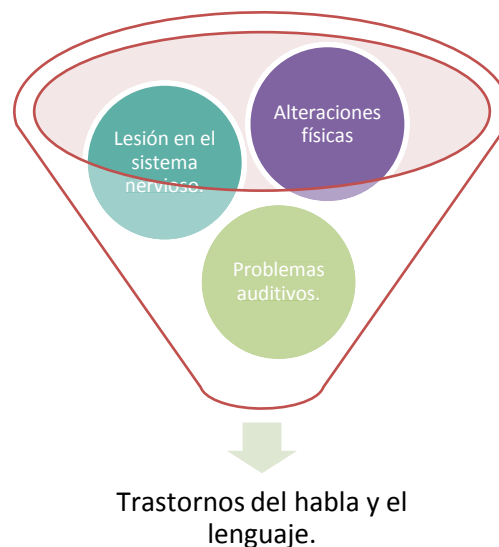 Lesión en el
sistema
nervioso.
Alteraciones
físicas
Problemas
auditivos.
Trastornos del habla y el
lenguaje.